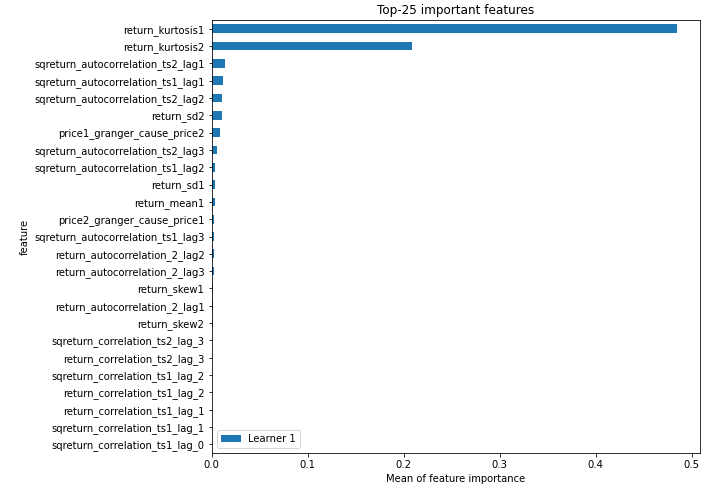 Top-25 important features
return_kurtosis1
return_kurtosis2
sqreturn_autocorrelation_ts2_lag1
sqreturn_autocorrelation_ts1_lag1
sqreturn_autocorrelation_ts2_lag2
return_sd2
price1_granger_cause_price2
sqreturn_autocorrelation_ts2_lag3
sqreturn_autocorrelation_ts1_lag2
return_sd1
return_mean1
price2_granger_cause_price1
sqreturn_autocorrelation_ts1_lag3
return_autocorrelation_2_lag2
return_autocorrelation_2_lag3
return_skew1
return_autocorrelation_2_lag1
return_skew2
sqreturn_correlation_ts2_lag_3
return_correlation_ts2_lag_3
sqreturn_correlation_ts1_lag_2
return_correlation_ts1_lag_2
return_correlation_ts1_lag_1
sqreturn_correlation_ts1_lag_1
sqreturn_correlation_ts1_lag_0
feature
Learner 1
0.0 0.1 0.2 0.3 0.4 0.5
Mean of feature importance